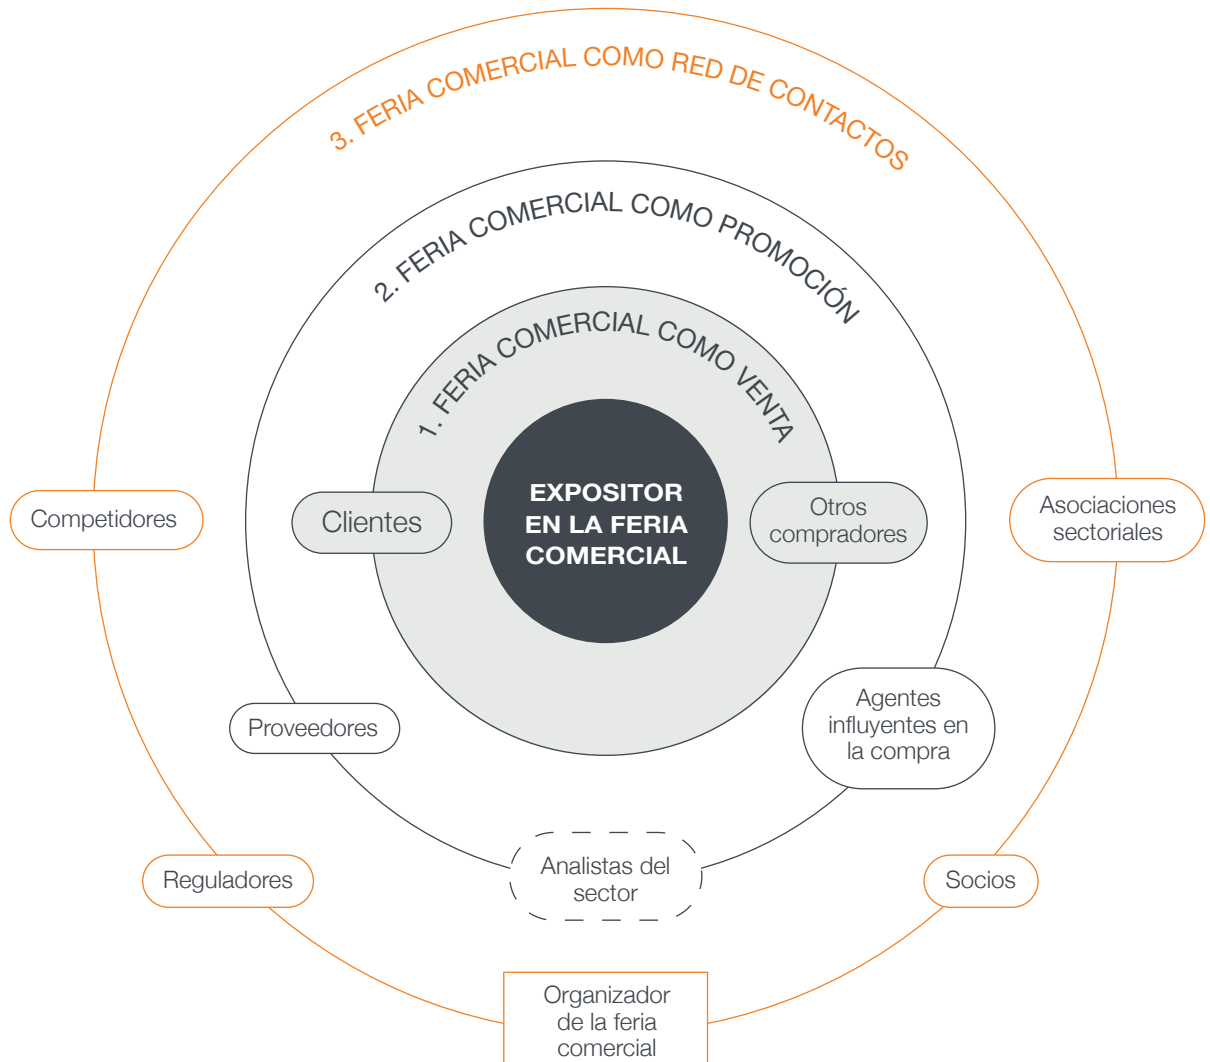 3. FERIA COMERCIAL COMO RED DE CONTACTOS
2. FERIA COMERCIAL COMO PROMOCIÓN
1. FERIA COMERCIAL COMO VENTA
EXPOSITOR
EN LA FERIA
COMERCIAL
Competidores
Clientes
Otros
compradores
Asociaciones
sectoriales
Proveedores
Agentes
influyentes en
la compra
Reguladores
Analistas del
sector
Socios
Organizador
de la feria
comercial